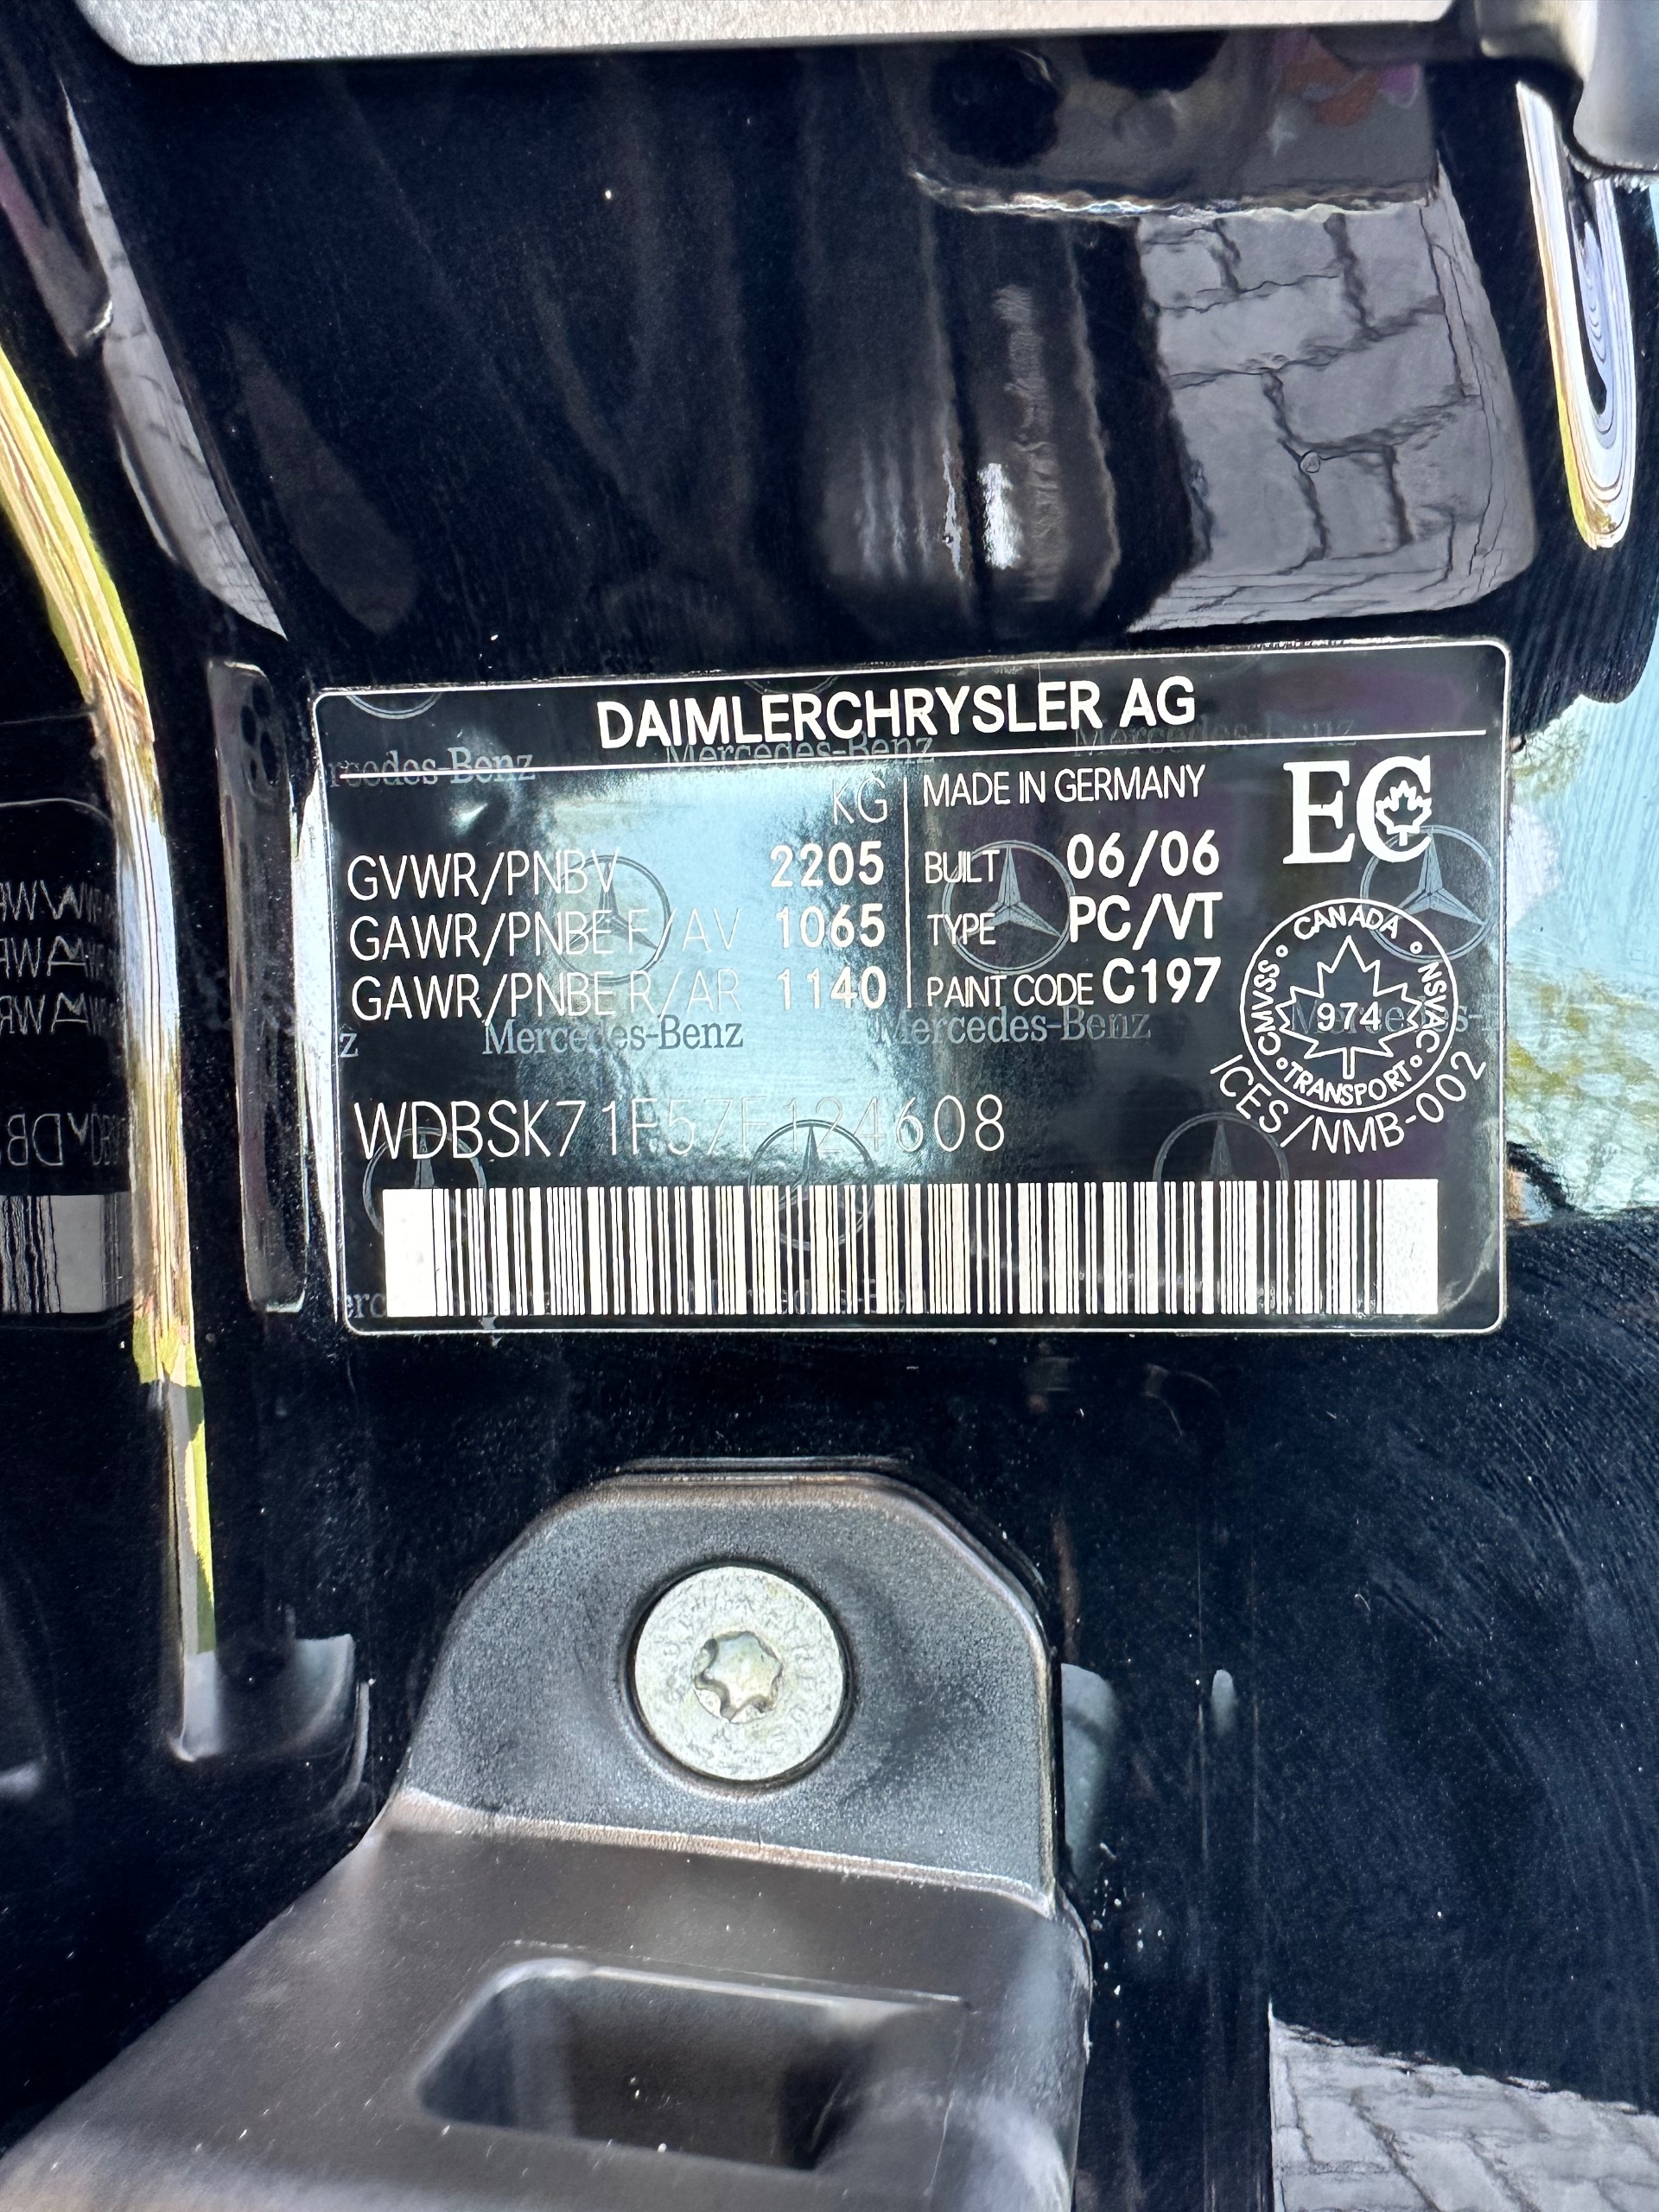 DAIMLERCHRYSLER AG
KG
GVWR/PNBV 2205
GAWR/PNBE F/AV 1065
GAWR/PNBE R/AR 1140
MADE IN GERMANY
BUILT 06/06
TYPE PC/VT
PAINT CODE C197
EC
CANADA
CMVSS
NSVAC
974
TRANSPORT
ICES/NMB-002
WDBSK71F57F124608
Mercedes-Benz Mercedes-Benz
Mercedes-Benz Mercedes-Benz